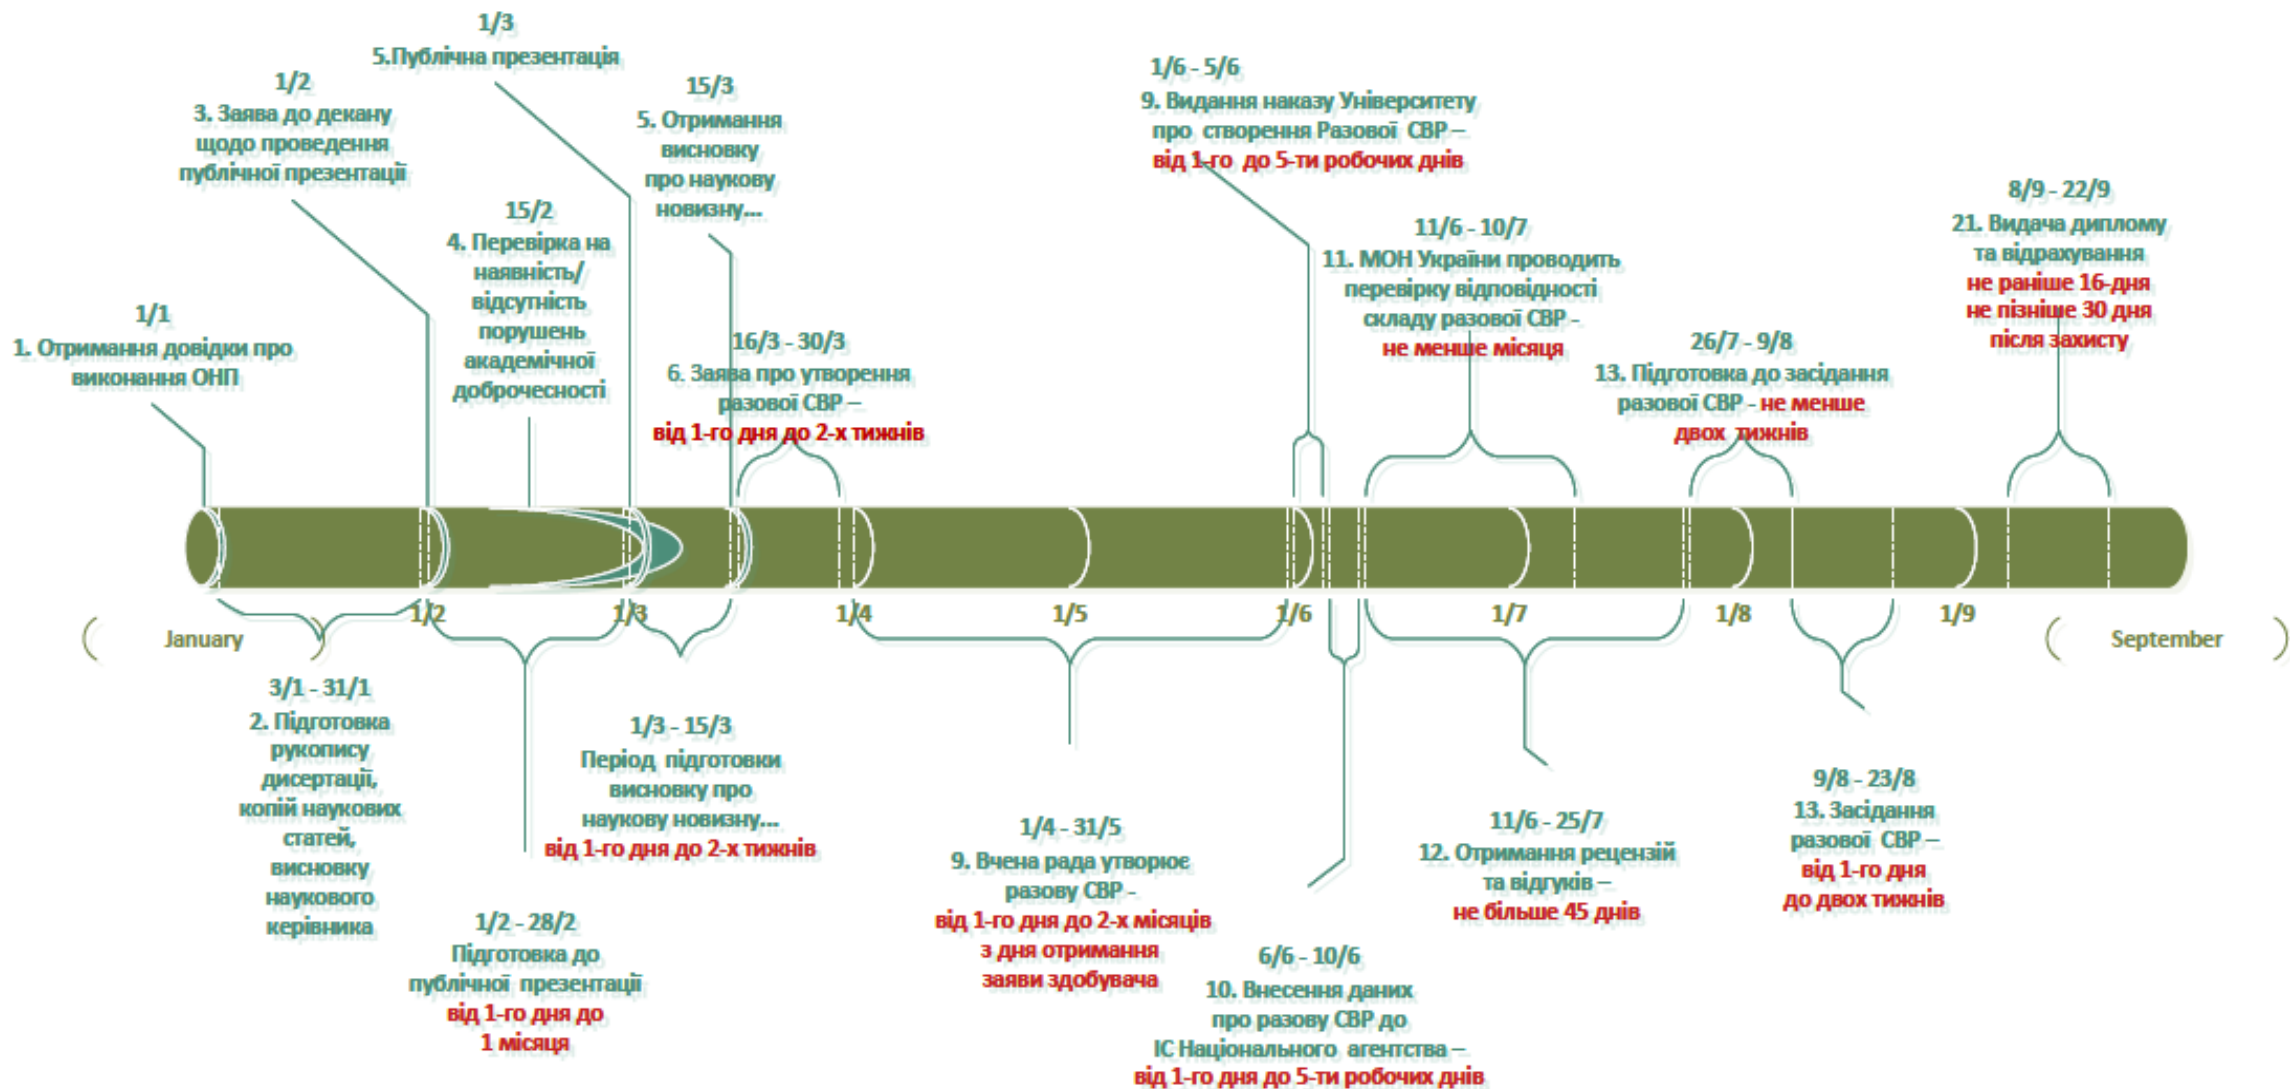 1/1
1. Отримання довідки про
виконання ОНП
1/2
3. Заява до декану
щодо проведення
публічної презентації
1/3
5.Публічна презентація
15/2
4. Перевірка на
наявність/
відсутність
порушень
академічної
доброчесності
15/3
5. Отримання
висновку
про наукову
новизну...
16/3 - 30/3
6. Заява про утворення
разової СВР –
від 1-го дня до 2-х тижнів
1/6 - 5/6
9. Видання наказу Університету
про створення Разової СВР –
від 1-го до 5-ти робочих днів
11/6 - 10/7
11. МОН України проводить
перевірку відповідності
складу разової СВР -
не менше місяця
26/7 - 9/8
13. Підготовка до засідання
разової СВР - не менше
двох тижнів
8/9 - 22/9
21. Видача диплому
та відрахування
не раніше 16-дня
не пізніше 30 дня
після захисту
January
1/2
1/3
1/4
1/5
1/6
1/7
1/8
1/9
September
3/1 - 31/1
2. Підготовка
рукопису
дисертації,
копій наукових
статей,
висновку
наукового
керівника
1/2 - 28/2
Підготовка до
публічної презентації
від 1-го дня до
1 місяця
1/3 - 15/3
Період підготовки
висновку про
наукову новизну...
від 1-го дня до 2-х тижнів
1/4 - 31/5
9. Вчена рада утворює
разову СВР -
від 1-го дня до 2-х місяців
з дня отримання
заяви здобувача
6/6 - 10/6
10. Внесення даних
про разову СВР до
ІС Національного агентства –
від 1-го дня до 5-ти робочих днів
11/6 - 25/7
12. Отримання рецензій
та відгуків –
не більше 45 днів
9/8 - 23/8
13. Засідання
разової СВР –
від 1-го дня
до двох тижнів